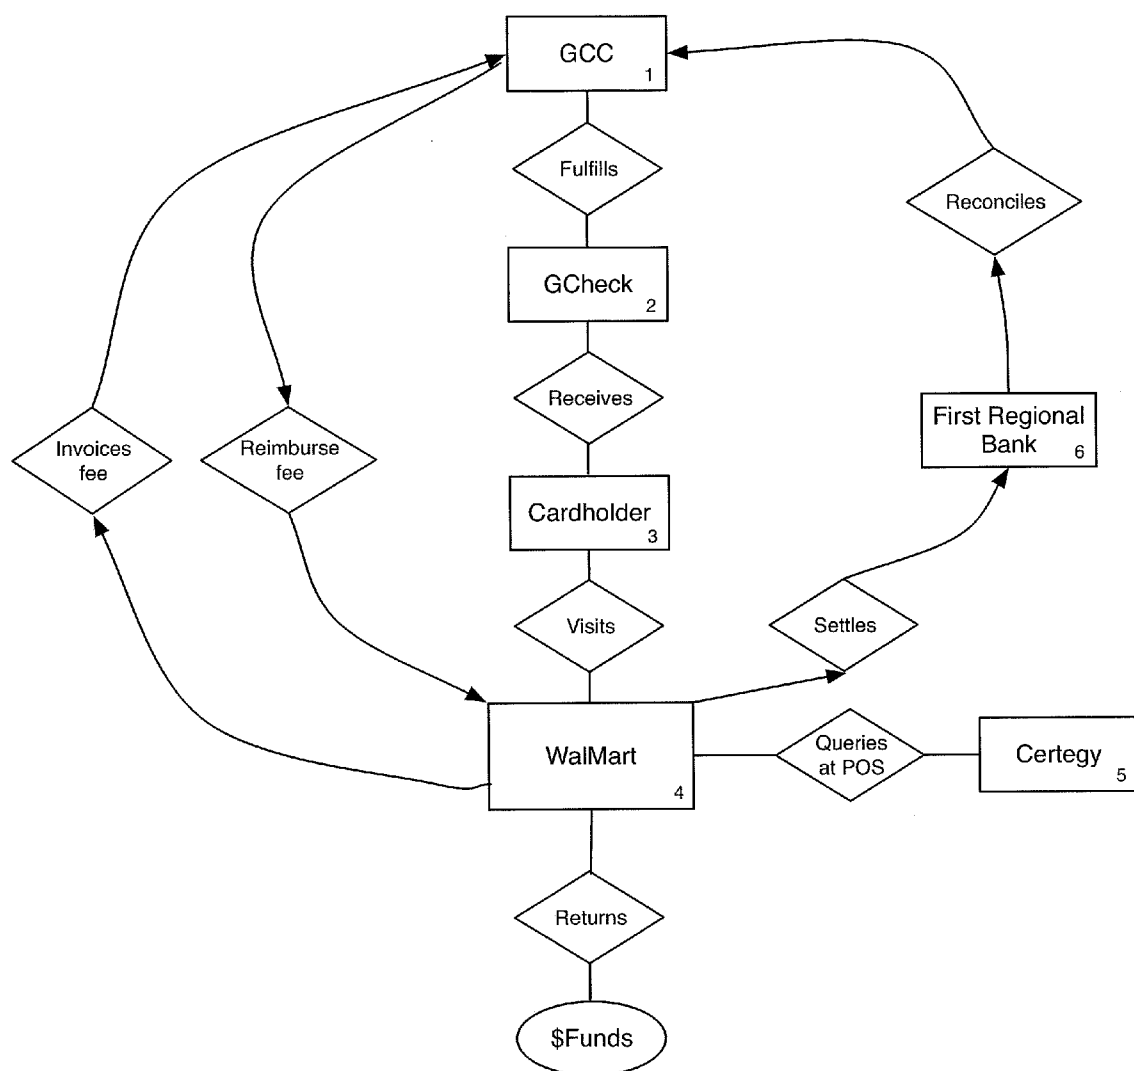 GCC
1
Fulfills
Reconciles
GCheck
2
Receives
First Regional
Bank
6
Invoices
fee
Reimburse
fee
Cardholder
3
Visits
Settles
WalMart
4
Queries
at POS
Certegy
5
Returns
$Funds